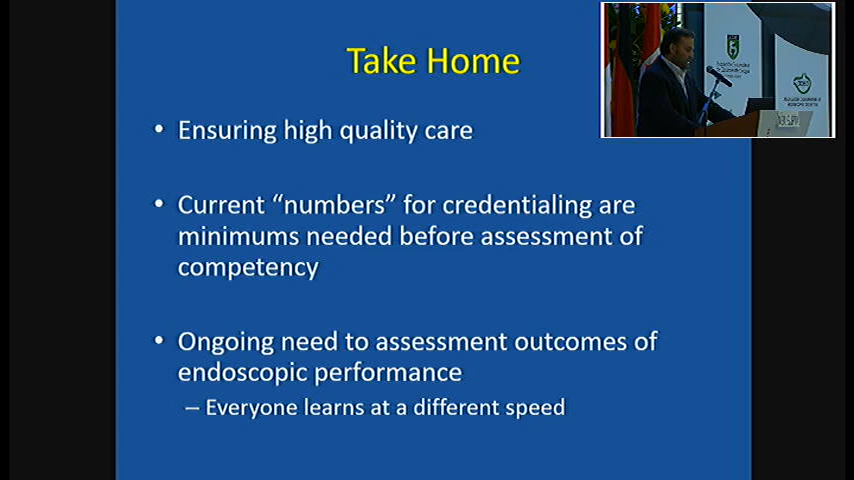 Take Home
• Ensuring high quality care
• Current “numbers” for credentialing are
minimums needed before assessment of
competency
• Ongoing need to assessment outcomes of
endoscopic performance
– Everyone learns at a different speed